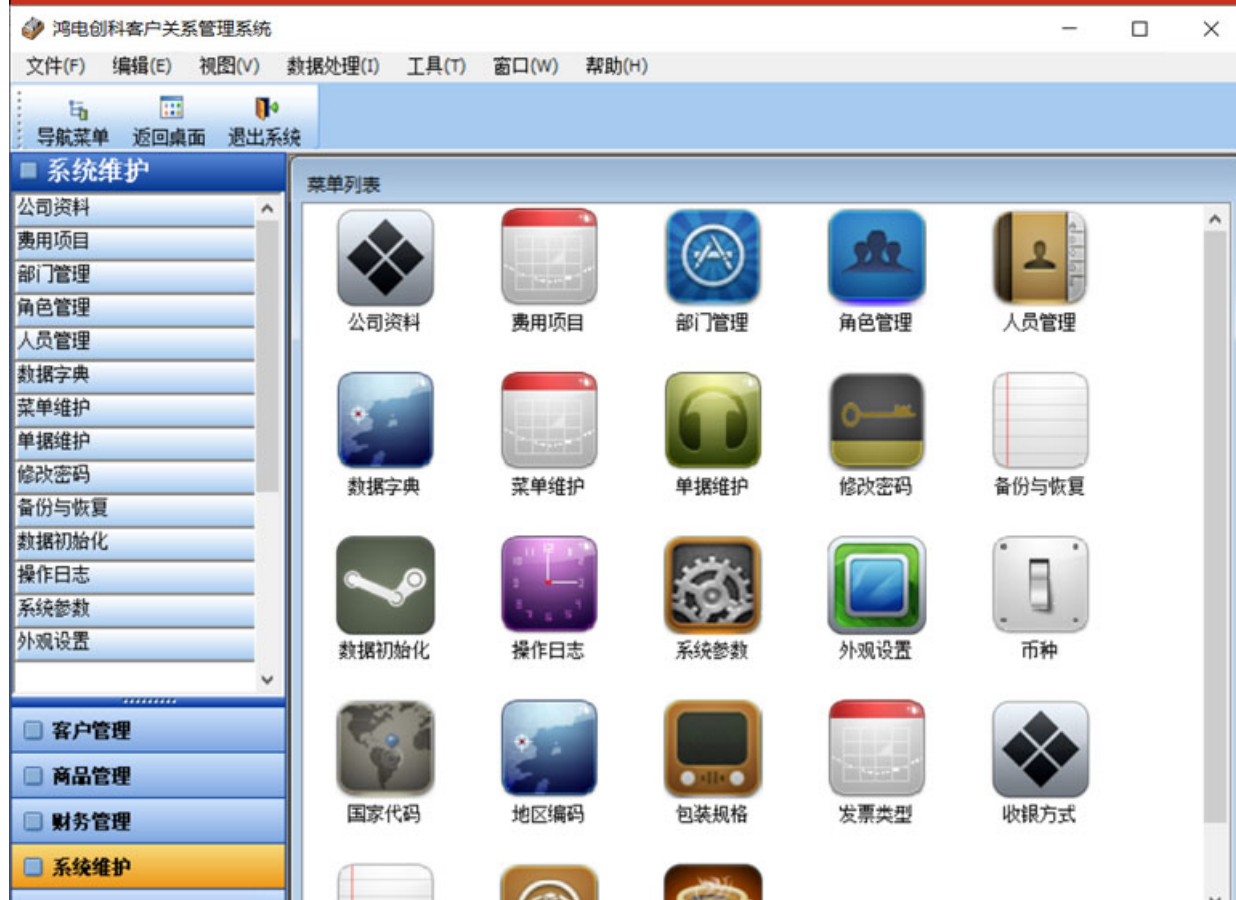 鸿电创科客户关系管理系统
文件(F) 编辑(E) 视图(V) 数据处理(I) 工具(T) 窗口(W) 帮助(H)
导航菜单 返回桌面 退出系统
系统维护
公司资料
费用项目
部门管理
角色管理
人员管理
数据字典
菜单维护
单据维护
修改密码
备份与恢复
数据初始化
操作日志
系统参数
外观设置
客户管理
商品管理
财务管理
系统维护
菜单列表
公司资料 费用项目 部门管理 角色管理 人员管理
数据字典 菜单维护 单据维护 修改密码 备份与恢复
数据初始化 操作日志 系统参数 外观设置 币种
国家代码 地区编码 包装规格 发票类型 收银方式